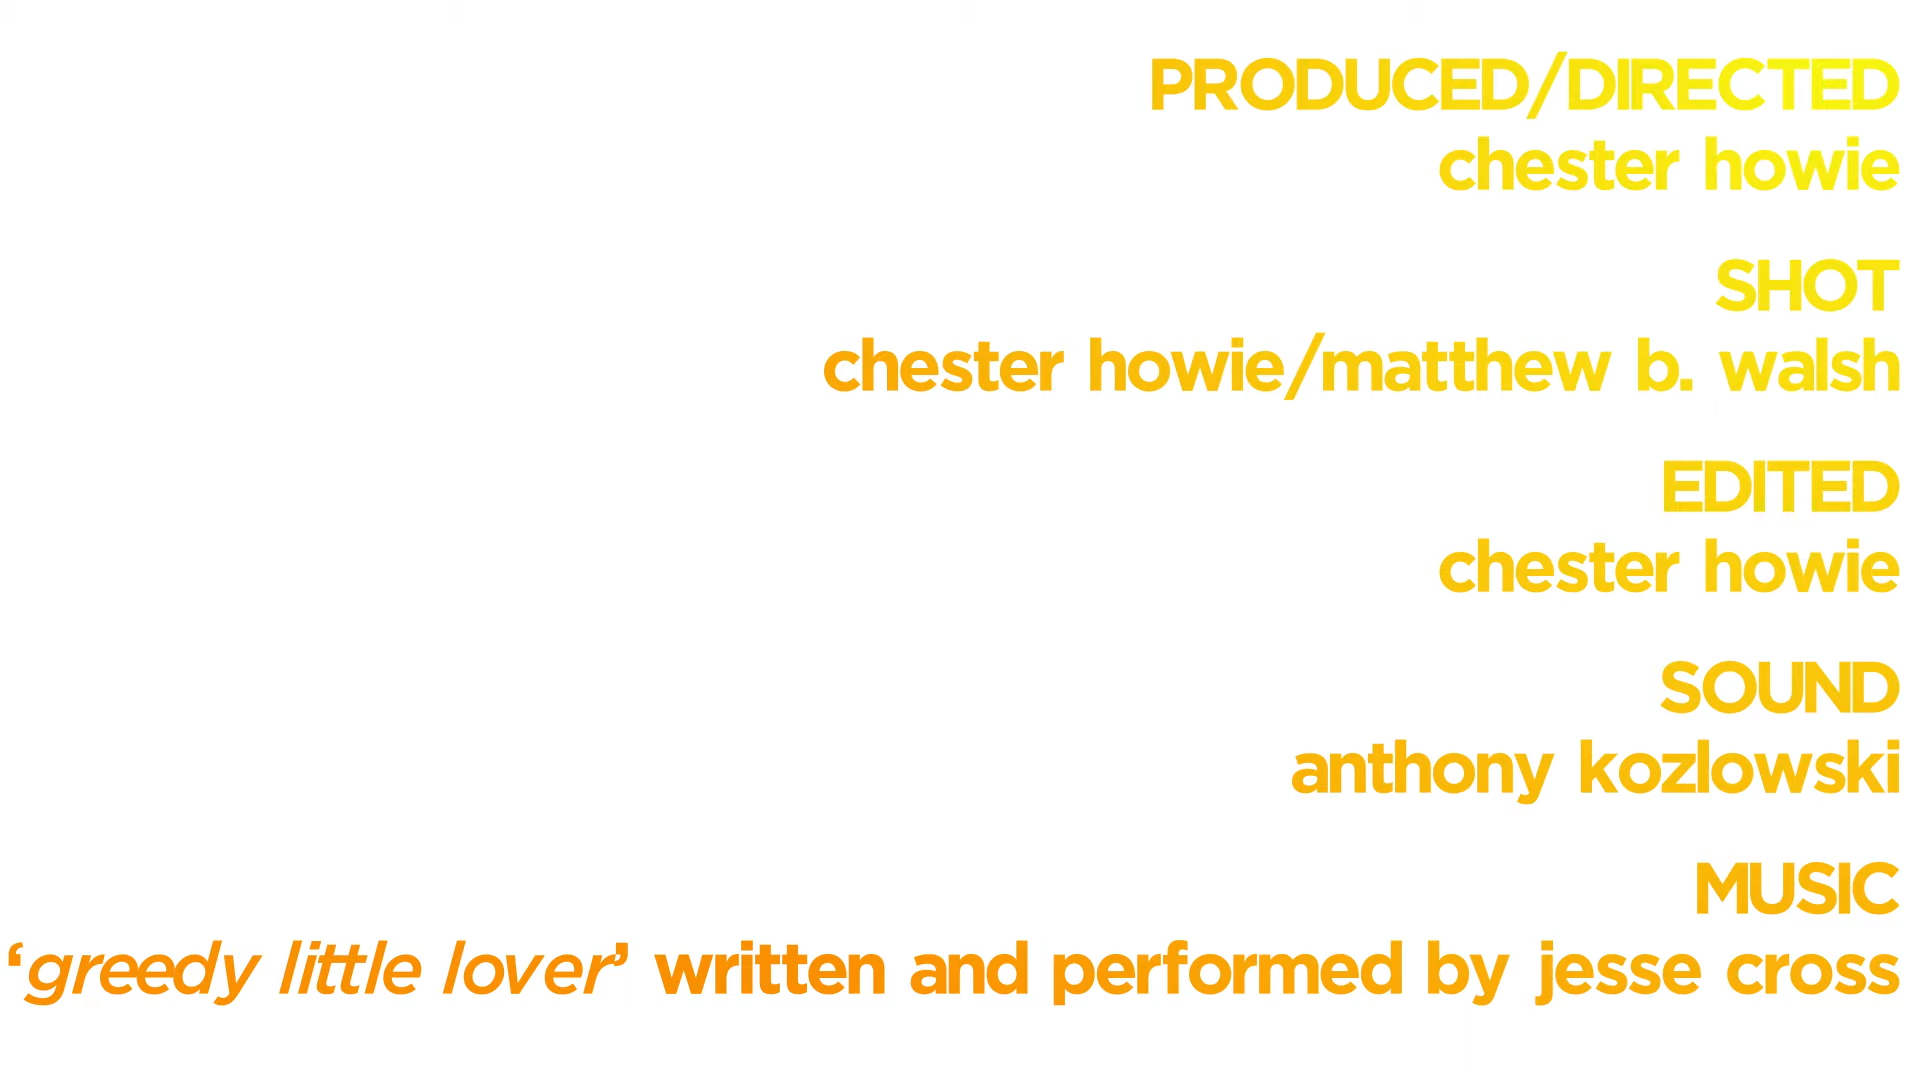 PRODUCED/DIRECTED
chester howie
SHOT
chester howie/matthew b. walsh
EDITED
chester howie
SOUND
anthony kozlowski
MUSIC
‘greedy little lover’ written and performed by jesse cross